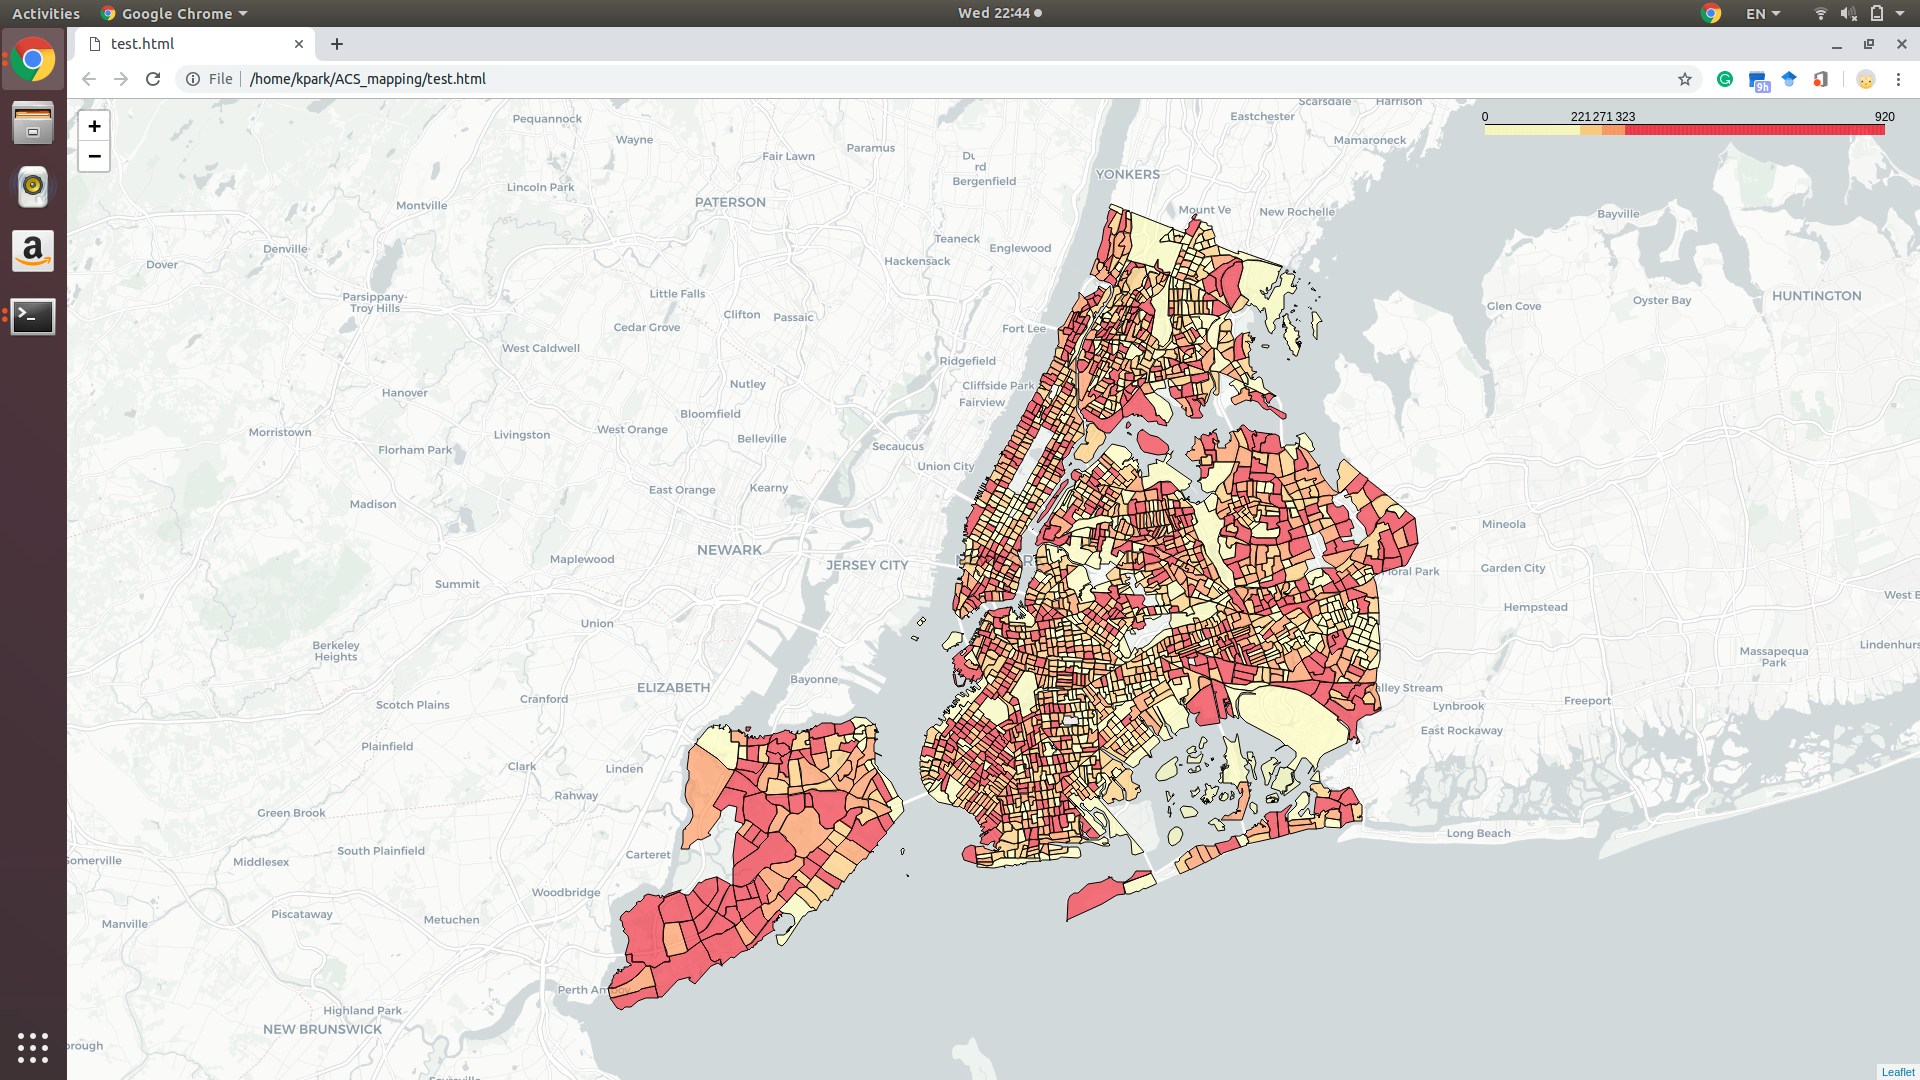 Activities
Google Chrome
Wed 22:44
EN
test.html
File
/home/kpark/ACS_mapping/test.html
9h
+
−
0 221 271 323 920
Scarsdale
Harrison
Pequannock
Eastchester
Wayne
Mamaroneck
Paramus
Fair Lawn
Bergenfield
YONKERS
Lincoln Park
PATERSON
Montville
Mount Ve
New Rochelle
Bayville
Teaneck
Englewood
Denville
Hackensack
Dover
Parsippany-
Troy Hills
Little Falls
HUNTINGTON
Oyster Bay
Glen Cove
Clifton
Passaic
Cedar Grove
Fort Lee
West Caldwell
Ridgefield
Nutley
Cliffside Park
Hanover
Fairview
Bloomfield
West Orange
Morristown
Livingston
Belleville
Secaucus
Florham Park
Union City
East Orange
Kearny
Madison
Mineola
NEWARK
Maplewood
JERSEY CITY
Garden City
Floral Park
Summit
West B
Hempstead
Union
Berkeley
Heights
Lindenhurs
Massapequa
Park
Bayonne
ELIZABETH
alley Stream
Cranford
Freeport
Scotch Plains
Lynbrook
East Rockaway
Plainfield
Clark
Linden
Rahway
Green Brook
Long Beach
South Plainfield
Carteret
Somerville
Middlesex
Woodbridge
Piscataway
Metuchen
Manville
Perth Amboy
Highland Park
NEW BRUNSWICK
orough
Leaflet